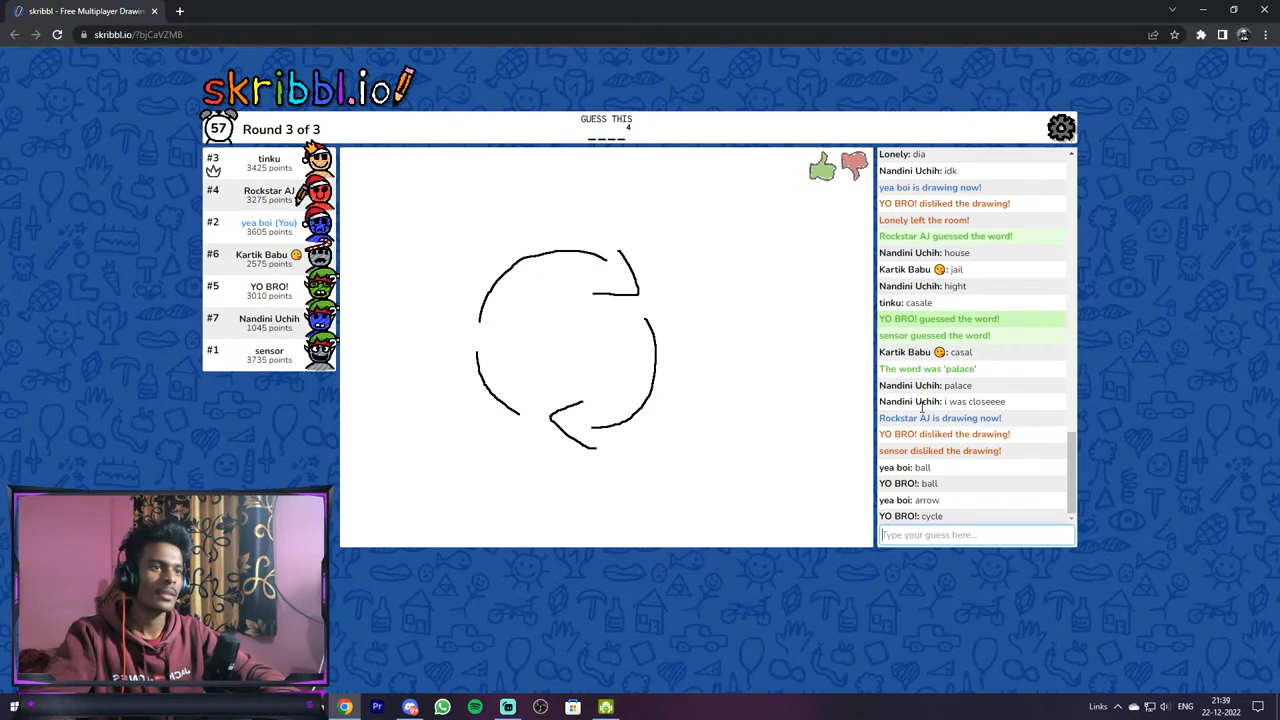 skribbl - Free Multiplayer Drawin
skribbl.io/?bjCaVZMB
skribbl.io
57
Round 3 of 3
GUESS THIS
____ 4
#3 tinku
3425 points
#4 Rockstar AJ
3275 points
#2 yea boi (You)
3605 points
#6 Kartik Babu 😋
2575 points
#5 YO BRO!
3010 points
#7 Nandini Uchih
1045 points
#1 sensor
3735 points
Lonely: dia
Nandini Uchih: idk
yea boi is drawing now!
YO BRO! disliked the drawing!
Lonely left the room!
Rockstar AJ guessed the word!
Nandini Uchih: house
Kartik Babu 😋: jail
Nandini Uchih: hight
tinku: casale
YO BRO! guessed the word!
sensor guessed the word!
Kartik Babu 😋: casal
The word was 'palace'
Nandini Uchih: palace
Nandini Uchih: i was closeeee
Rockstar AJ is drawing now!
YO BRO! disliked the drawing!
sensor disliked the drawing!
yea boi: ball
YO BRO!: ball
yea boi: arrow
YO BRO!: cycle
Type your guess here...
Links
21:39
22-12-2022